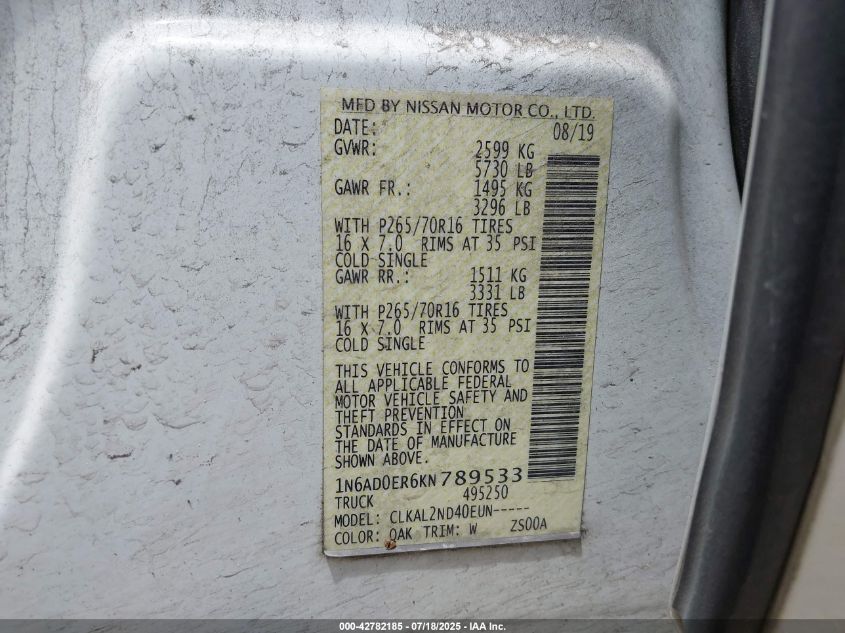 MFD BY NISSAN MOTOR CO., LTD.
DATE: 08/19
GVWR: 2599 KG
5730 LB
GAWR FR.: 1495 KG
3296 LB
WITH P265/70R16 TIRES
16 X 7.0 RIMS AT 35 PSI
COLD SINGLE
GAWR RR.: 1511 KG
3331 LB
WITH P265/70R16 TIRES
16 X 7.0 RIMS AT 35 PSI
COLD SINGLE
THIS VEHICLE CONFORMS TO
ALL APPLICABLE FEDERAL
MOTOR VEHICLE SAFETY AND
THEFT PREVENTION
STANDARDS IN EFFECT ON
THE DATE OF MANUFACTURE
SHOWN ABOVE.
1N6AD0ER6KN789533
TRUCK 495250
MODEL: CLKAL2ND40EUN-----
COLOR: QAK TRIM: W ZS00A
000-42782185 - 07/18/2025 - IAA Inc.